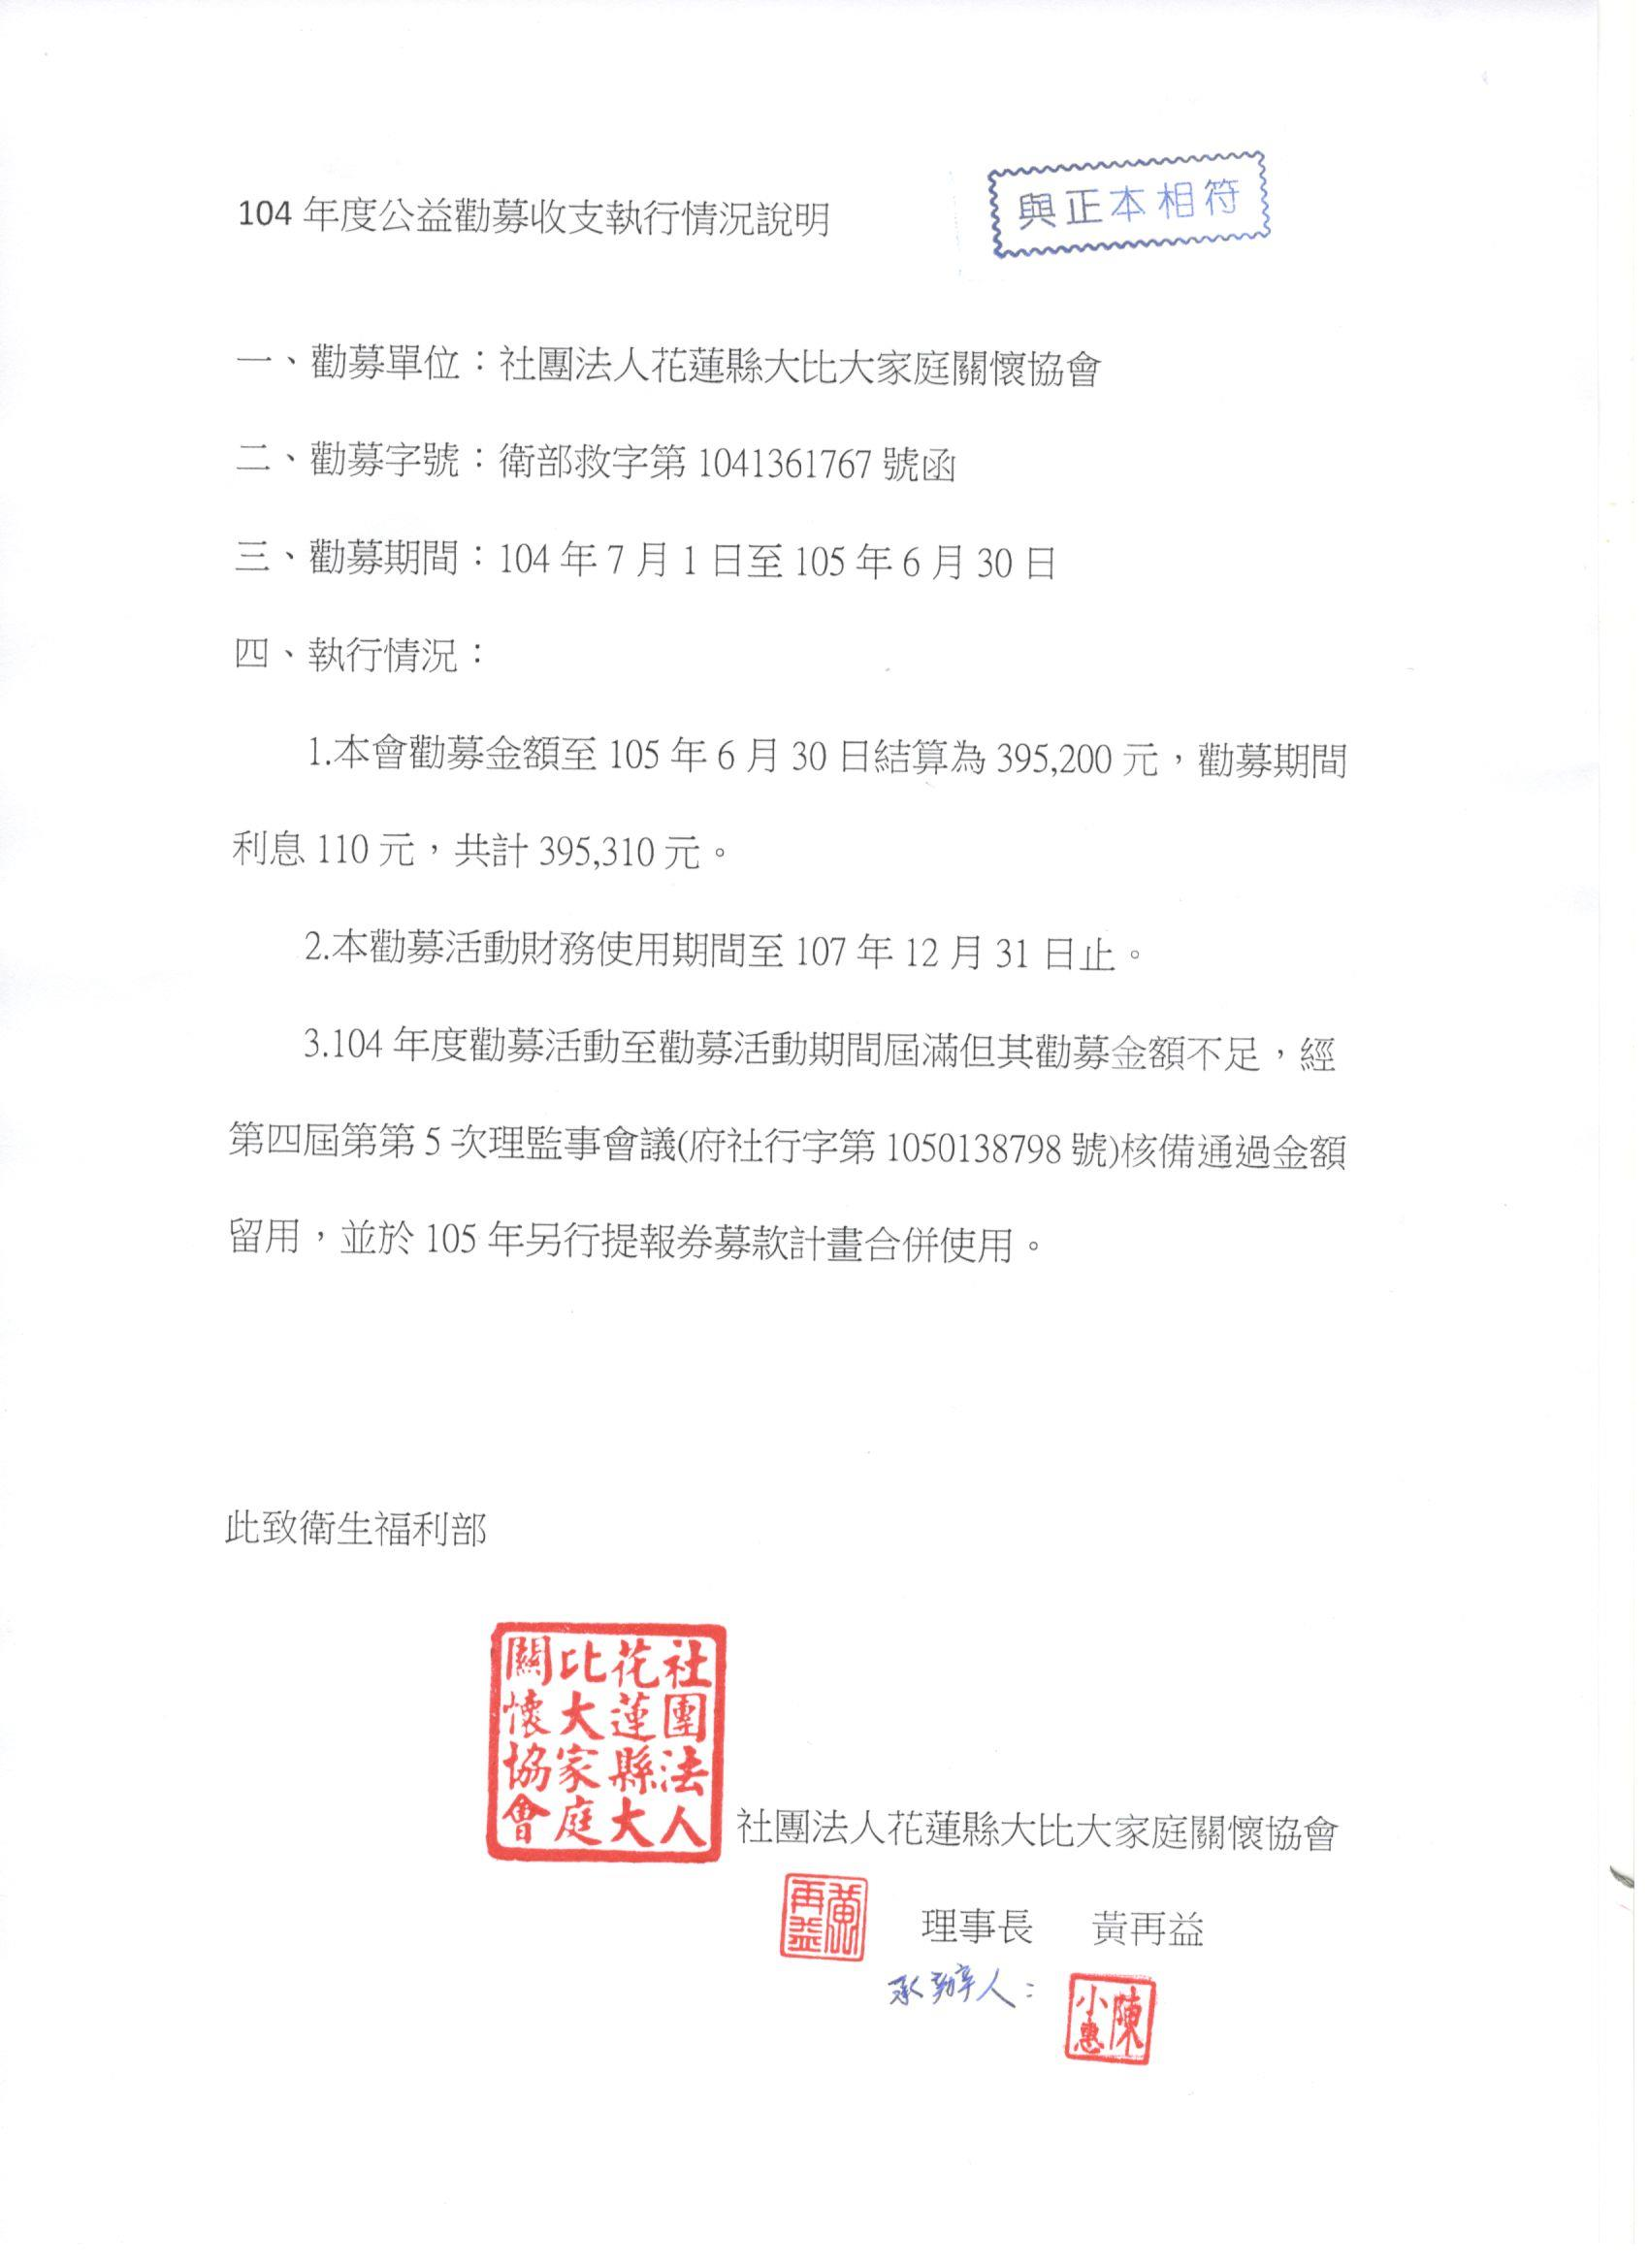 104 年度公益勸募收支執行情況說明
與正本相符
一、勸募單位：社團法人花蓮縣大比大家庭關懷協會
二、勸募字號：衛部救字第 1041361767 號函
三、勸募期間：104 年 7 月 1 日至 105 年 6 月 30 日
四、執行情況：
1.本會勸募金額至 105 年 6 月 30 日結算為 395,200 元，勸募期間
利息 110 元，共計 395,310 元。
2.本勸募活動財務使用期間至 107 年 12 月 31 日止。
3.104 年度勸募活動至勸募活動期間屆滿但其勸募金額不足，經
第四屆第第 5 次理監事會議(府社行字第 1050138798 號)核備通過金額
留用，並於 105 年另行提報券募款計畫合併使用。
此致衛生福利部
社團法人
花蓮縣大
比大家庭
關懷協會
社團法人花蓮縣大比大家庭關懷協會
黃再益
理事長 黃再益
承辦人：
陳小惠